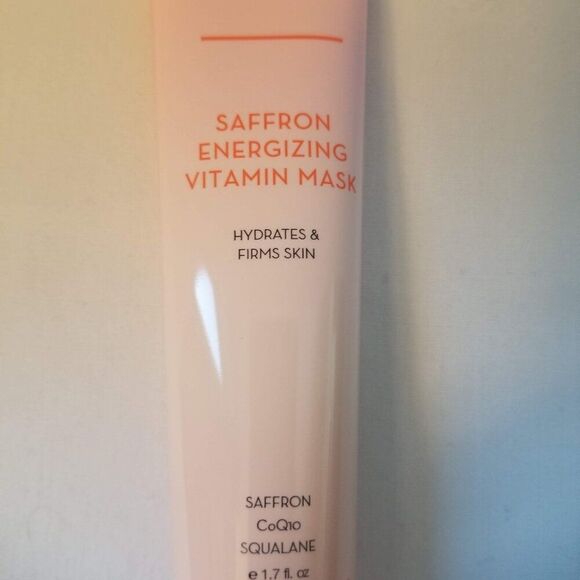 SAFFRON
ENERGIZING
VITAMIN MASK
HYDRATES &
FIRMS SKIN
SAFFRON
CoQ10
SQUALANE
e 1.7 fl. oz